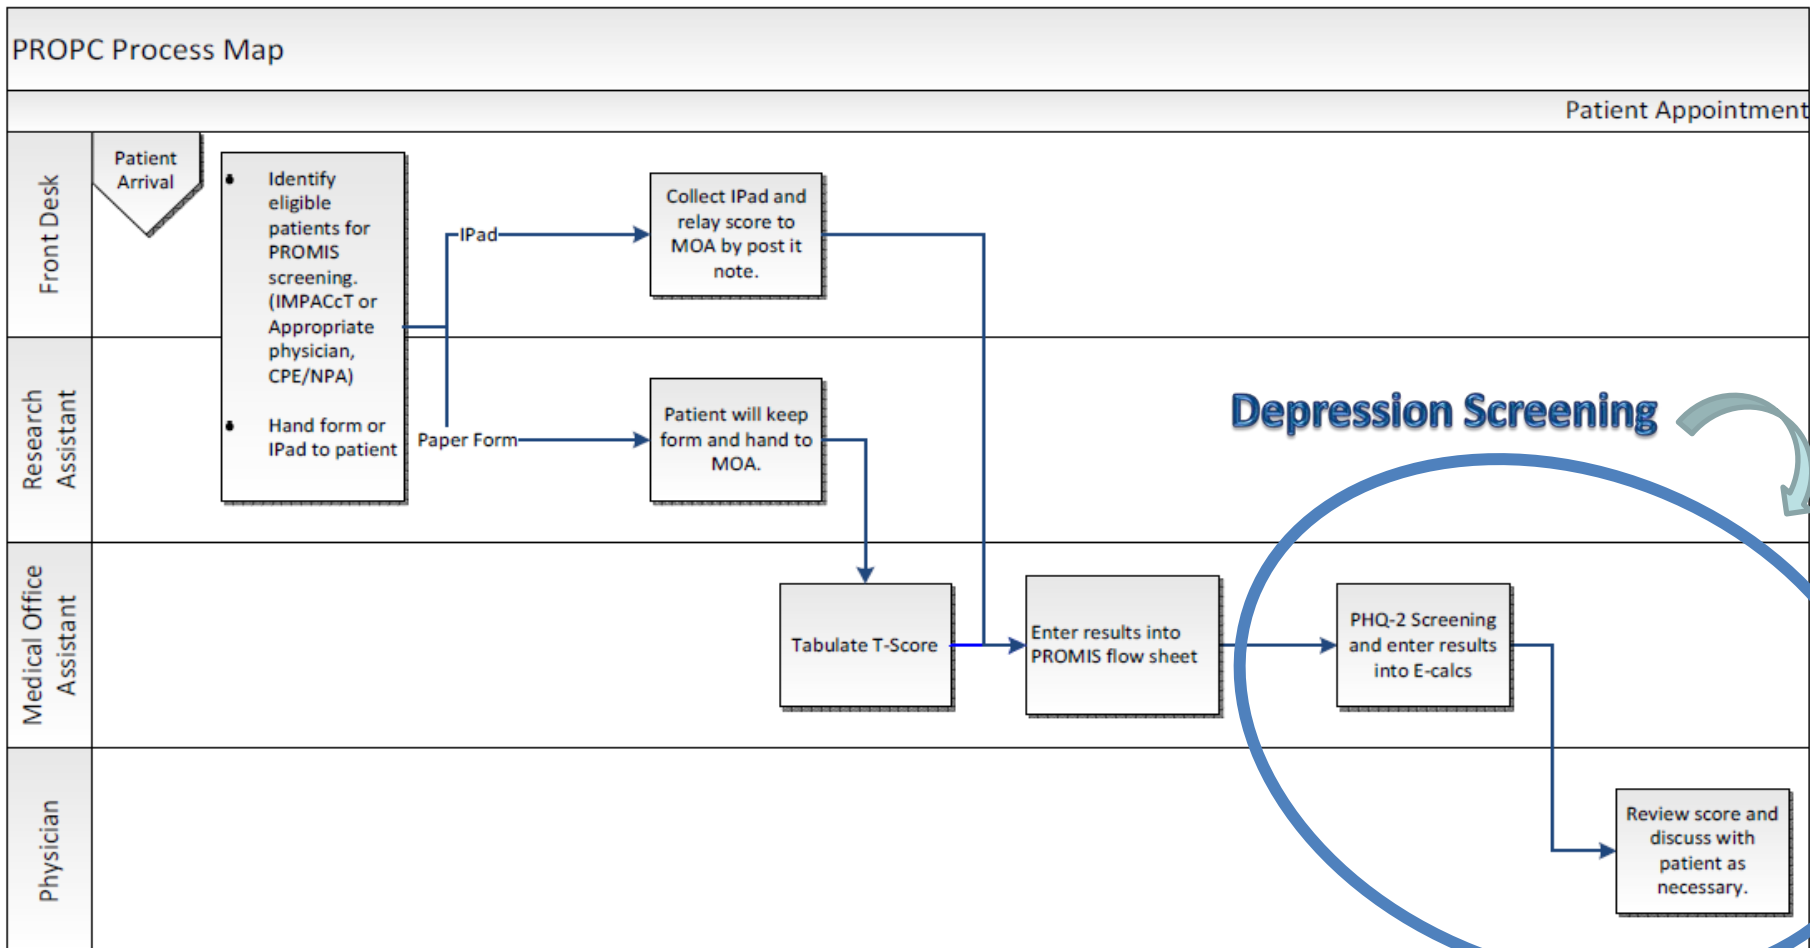 PROPC Process Map
Patient Appointment
Front Desk
Patient
Arrival
Identify
eligible
patients for
PROMIS
screening.
(IMPACcT or
Appropriate
physician,
CPE/NPA)
Hand form or
IPad to patient
IPad
Collect IPad and
relay score to
MOA by post it
note.
Research
Assistant
Paper Form
Patient will keep
form and hand to
MOA.
Depression Screening
Medical Office
Assistant
Tabulate T-Score
Enter results into
PROMIS flow sheet
PHQ-2 Screening
and enter results
into E-calcs
Physician
Review score and
discuss with
patient as
necessary.